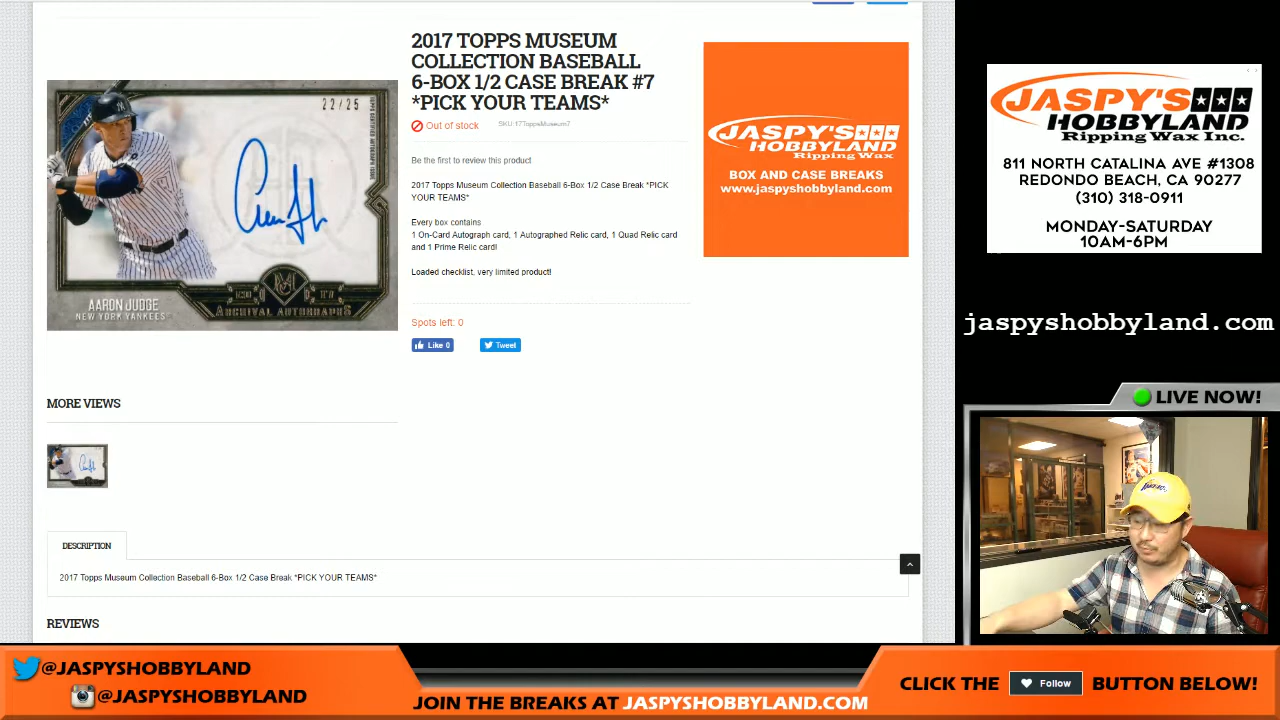 2017 TOPPS MUSEUM
COLLECTION BASEBALL
6-BOX 1/2 CASE BREAK #7
*PICK YOUR TEAMS*
Out of stock
SKU:17ToppsMuseum7
Be the first to review this product
2017 Topps Museum Collection Baseball 6-Box 1/2 Case Break *PICK
YOUR TEAMS*
Every box contains
1 On-Card Autograph card, 1 Autographed Relic card, 1 Quad Relic card
and 1 Prime Relic card!
Loaded checklist, very limited product!
Spots left: 0
Like 0
Tweet
22/25
AARON JUDGE
NEW YORK YANKEES
ARCHIVAL AUTOGRAPHS
MORE VIEWS
DESCRIPTION
2017 Topps Museum Collection Baseball 6-Box 1/2 Case Break *PICK YOUR TEAMS*
REVIEWS
JASPY'S
HOBBYLAND
Ripping Wax
BOX AND CASE BREAKS
www.jaspyshobbyland.com
JASPY'S
HOBBYLAND
Ripping Wax Inc.
811 NORTH CATALINA AVE #1308
REDONDO BEACH, CA 90277
(310) 318-0911
MONDAY-SATURDAY
10AM-6PM
jaspyshobbyland.com
LIVE NOW!
@JASPYSHOBBYLAND
@JASPYSHOBBYLAND
JOIN THE BREAKS AT JASPYSHOBBYLAND.COM
CLICK THE Follow BUTTON BELOW!